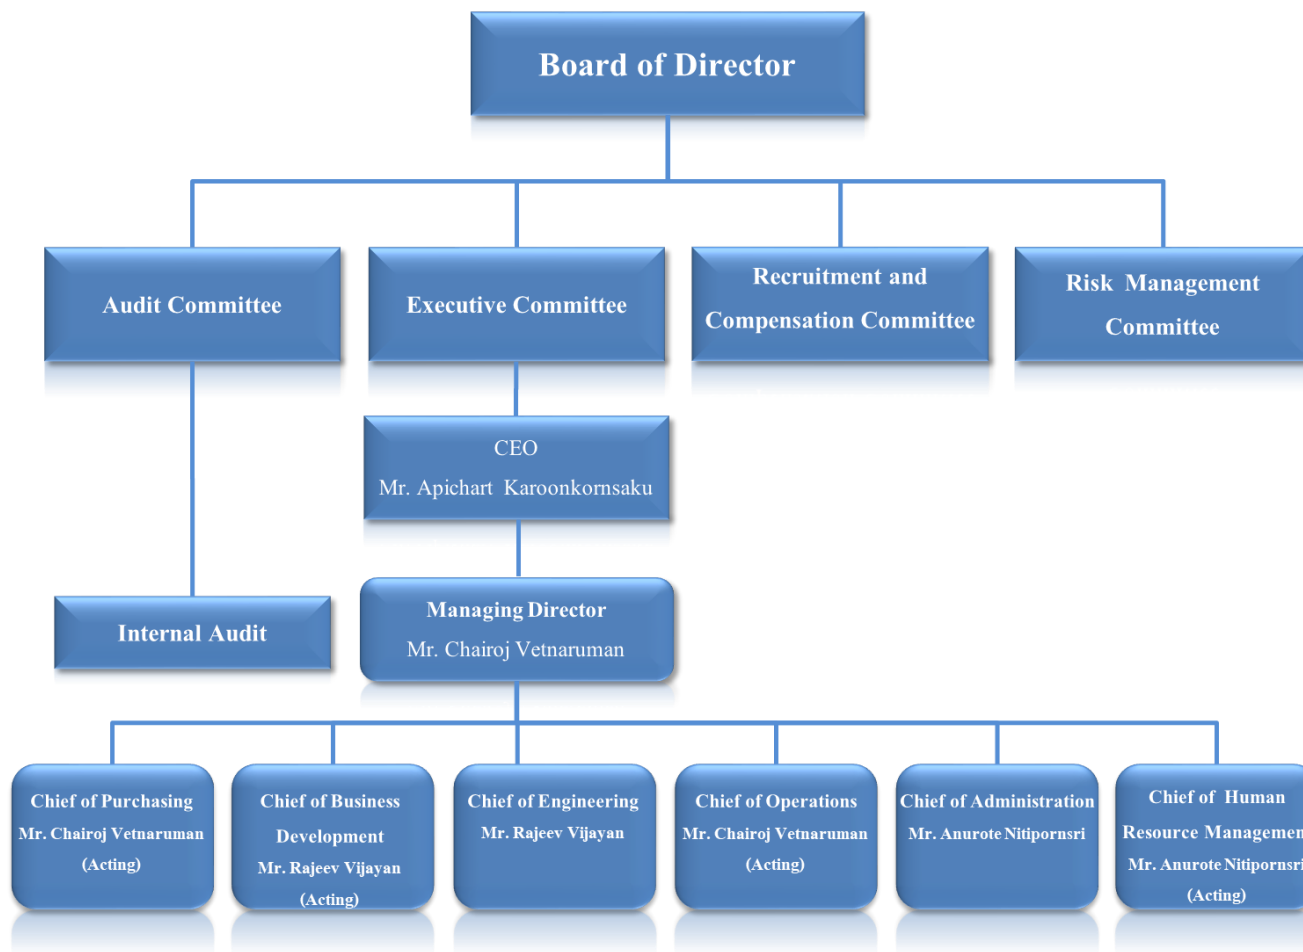 Board of Director
Audit Committee
Executive Committee
Recruitment and
Compensation Committee
Risk Management
Committee
CEO
Mr. Apichart Karoonkornsaku
Internal Audit
Managing Director
Mr. Chairoj Vetnaruman
Chief of Purchasing
Mr. Chairoj Vetnaruman
(Acting)
Chief of Business
Development
Mr. Rajeev Vijayan
(Acting)
Chief of Engineering
Mr. Rajeev Vijayan
Chief of Operations
Mr. Chairoj Vetnaruman
(Acting)
Chief of Administration
Mr. Anurote Nitipornsri
Chief of Human
Resource Managemen
Mr. Anurote Nitipornsri
(Acting)